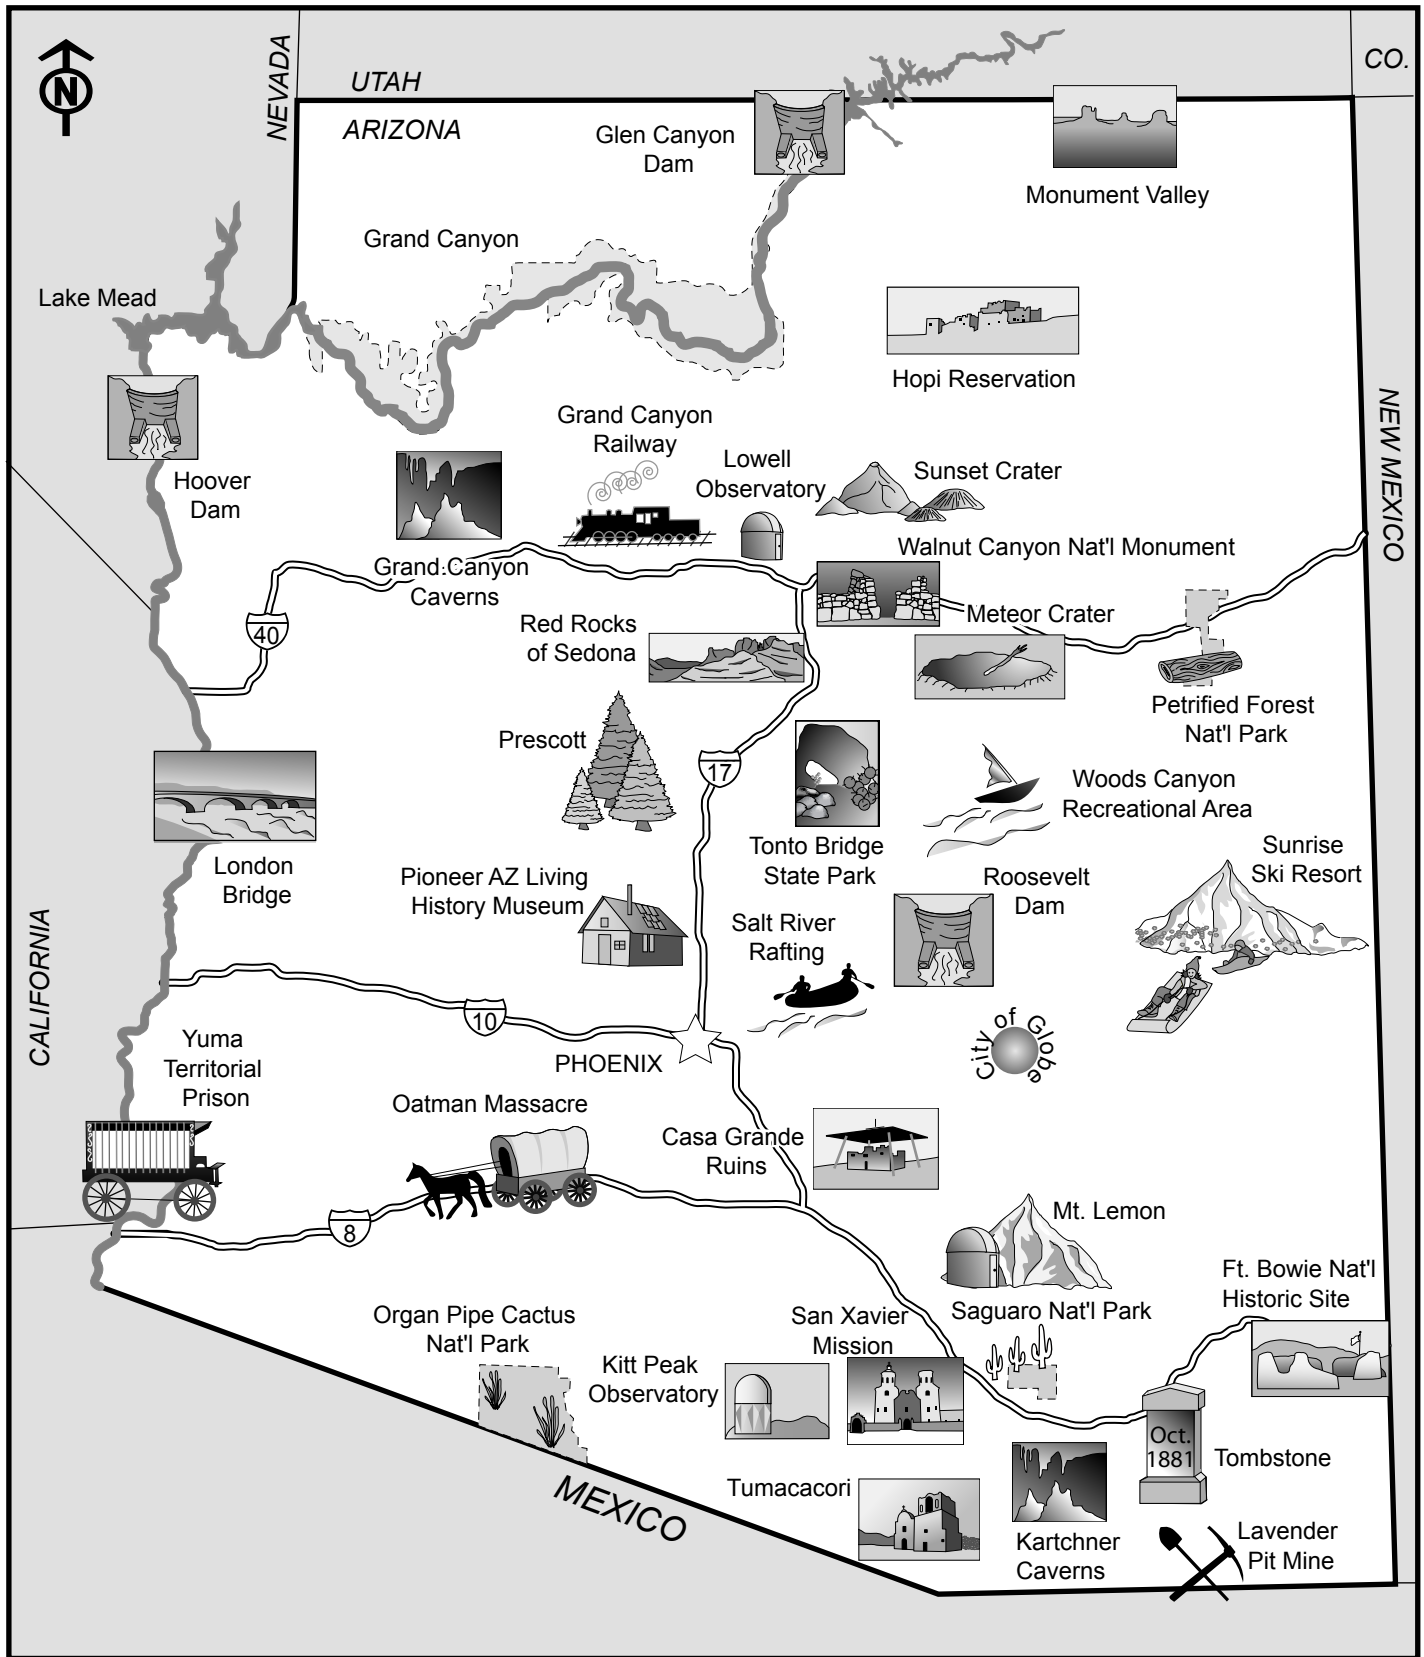 N
NEVADA
UTAH
CO.
ARIZONA
Glen Canyon
Dam
Monument Valley
Grand Canyon
Lake Mead
Hopi Reservation
NEW MEXICO
Grand Canyon
Railway
Hoover
Dam
Lowell
Observatory
Sunset Crater
Walnut Canyon Nat'l Monument
Grand Canyon
Caverns
40
Meteor Crater
Red Rocks
of Sedona
Petrified Forest
Nat'l Park
Prescott
17
Woods Canyon
Recreational Area
Tonto Bridge
State Park
Sunrise
Ski Resort
London
Bridge
Pioneer AZ Living
History Museum
Roosevelt
Dam
Salt River
Rafting
CALIFORNIA
10
City of Globe
Yuma
Territorial
Prison
PHOENIX
Oatman Massacre
Casa Grande
Ruins
8
Mt. Lemon
Ft. Bowie Nat'l
Historic Site
Organ Pipe Cactus
Nat'l Park
San Xavier
Mission
Saguaro Nat'l Park
Kitt Peak
Observatory
Oct.
1881
Tombstone
Tumacacori
MEXICO
Kartchner
Caverns
Lavender
Pit Mine